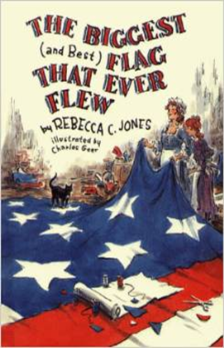 THE BIGGEST
(and Best) FLAG
THAT EVER
FLEW
by REBECCA C. JONES
illustrated by
Charles Geer